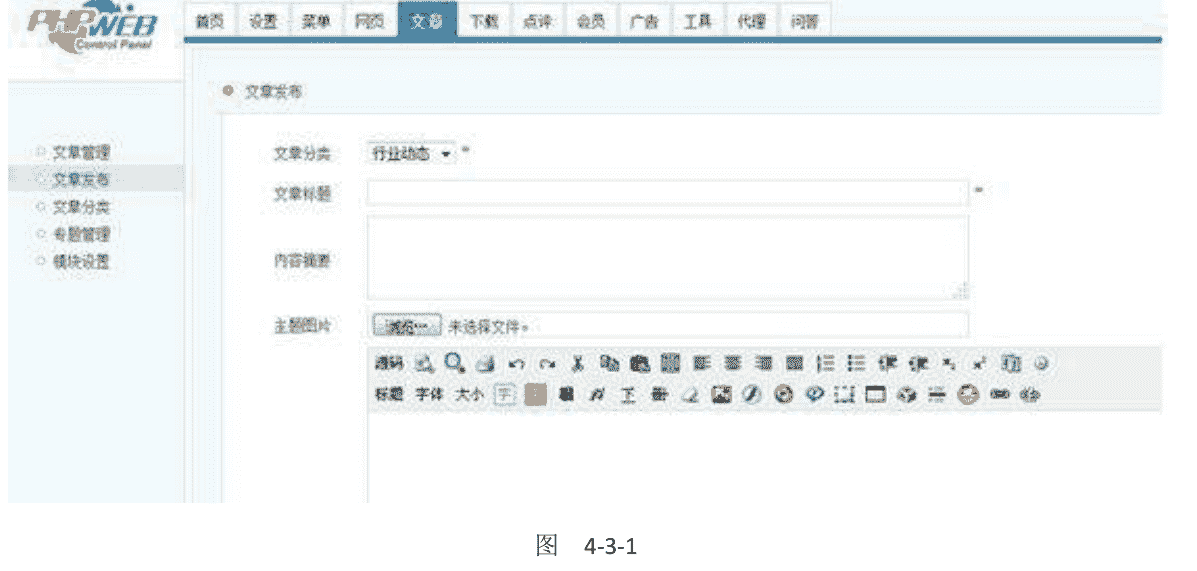 PHPWEB
Control Panel
首页 设置 菜单 网页 文章 下载 点评 会员 广告 工具 代理 问答
文章发布
文章管理
文章发布
文章分类
专题管理
模块设置
文章分类 行业动态 *
文章标题 *
内容摘要
主题图片 浏览… 未选择文件。
源码
标题 字体 大小
图 4-3-1